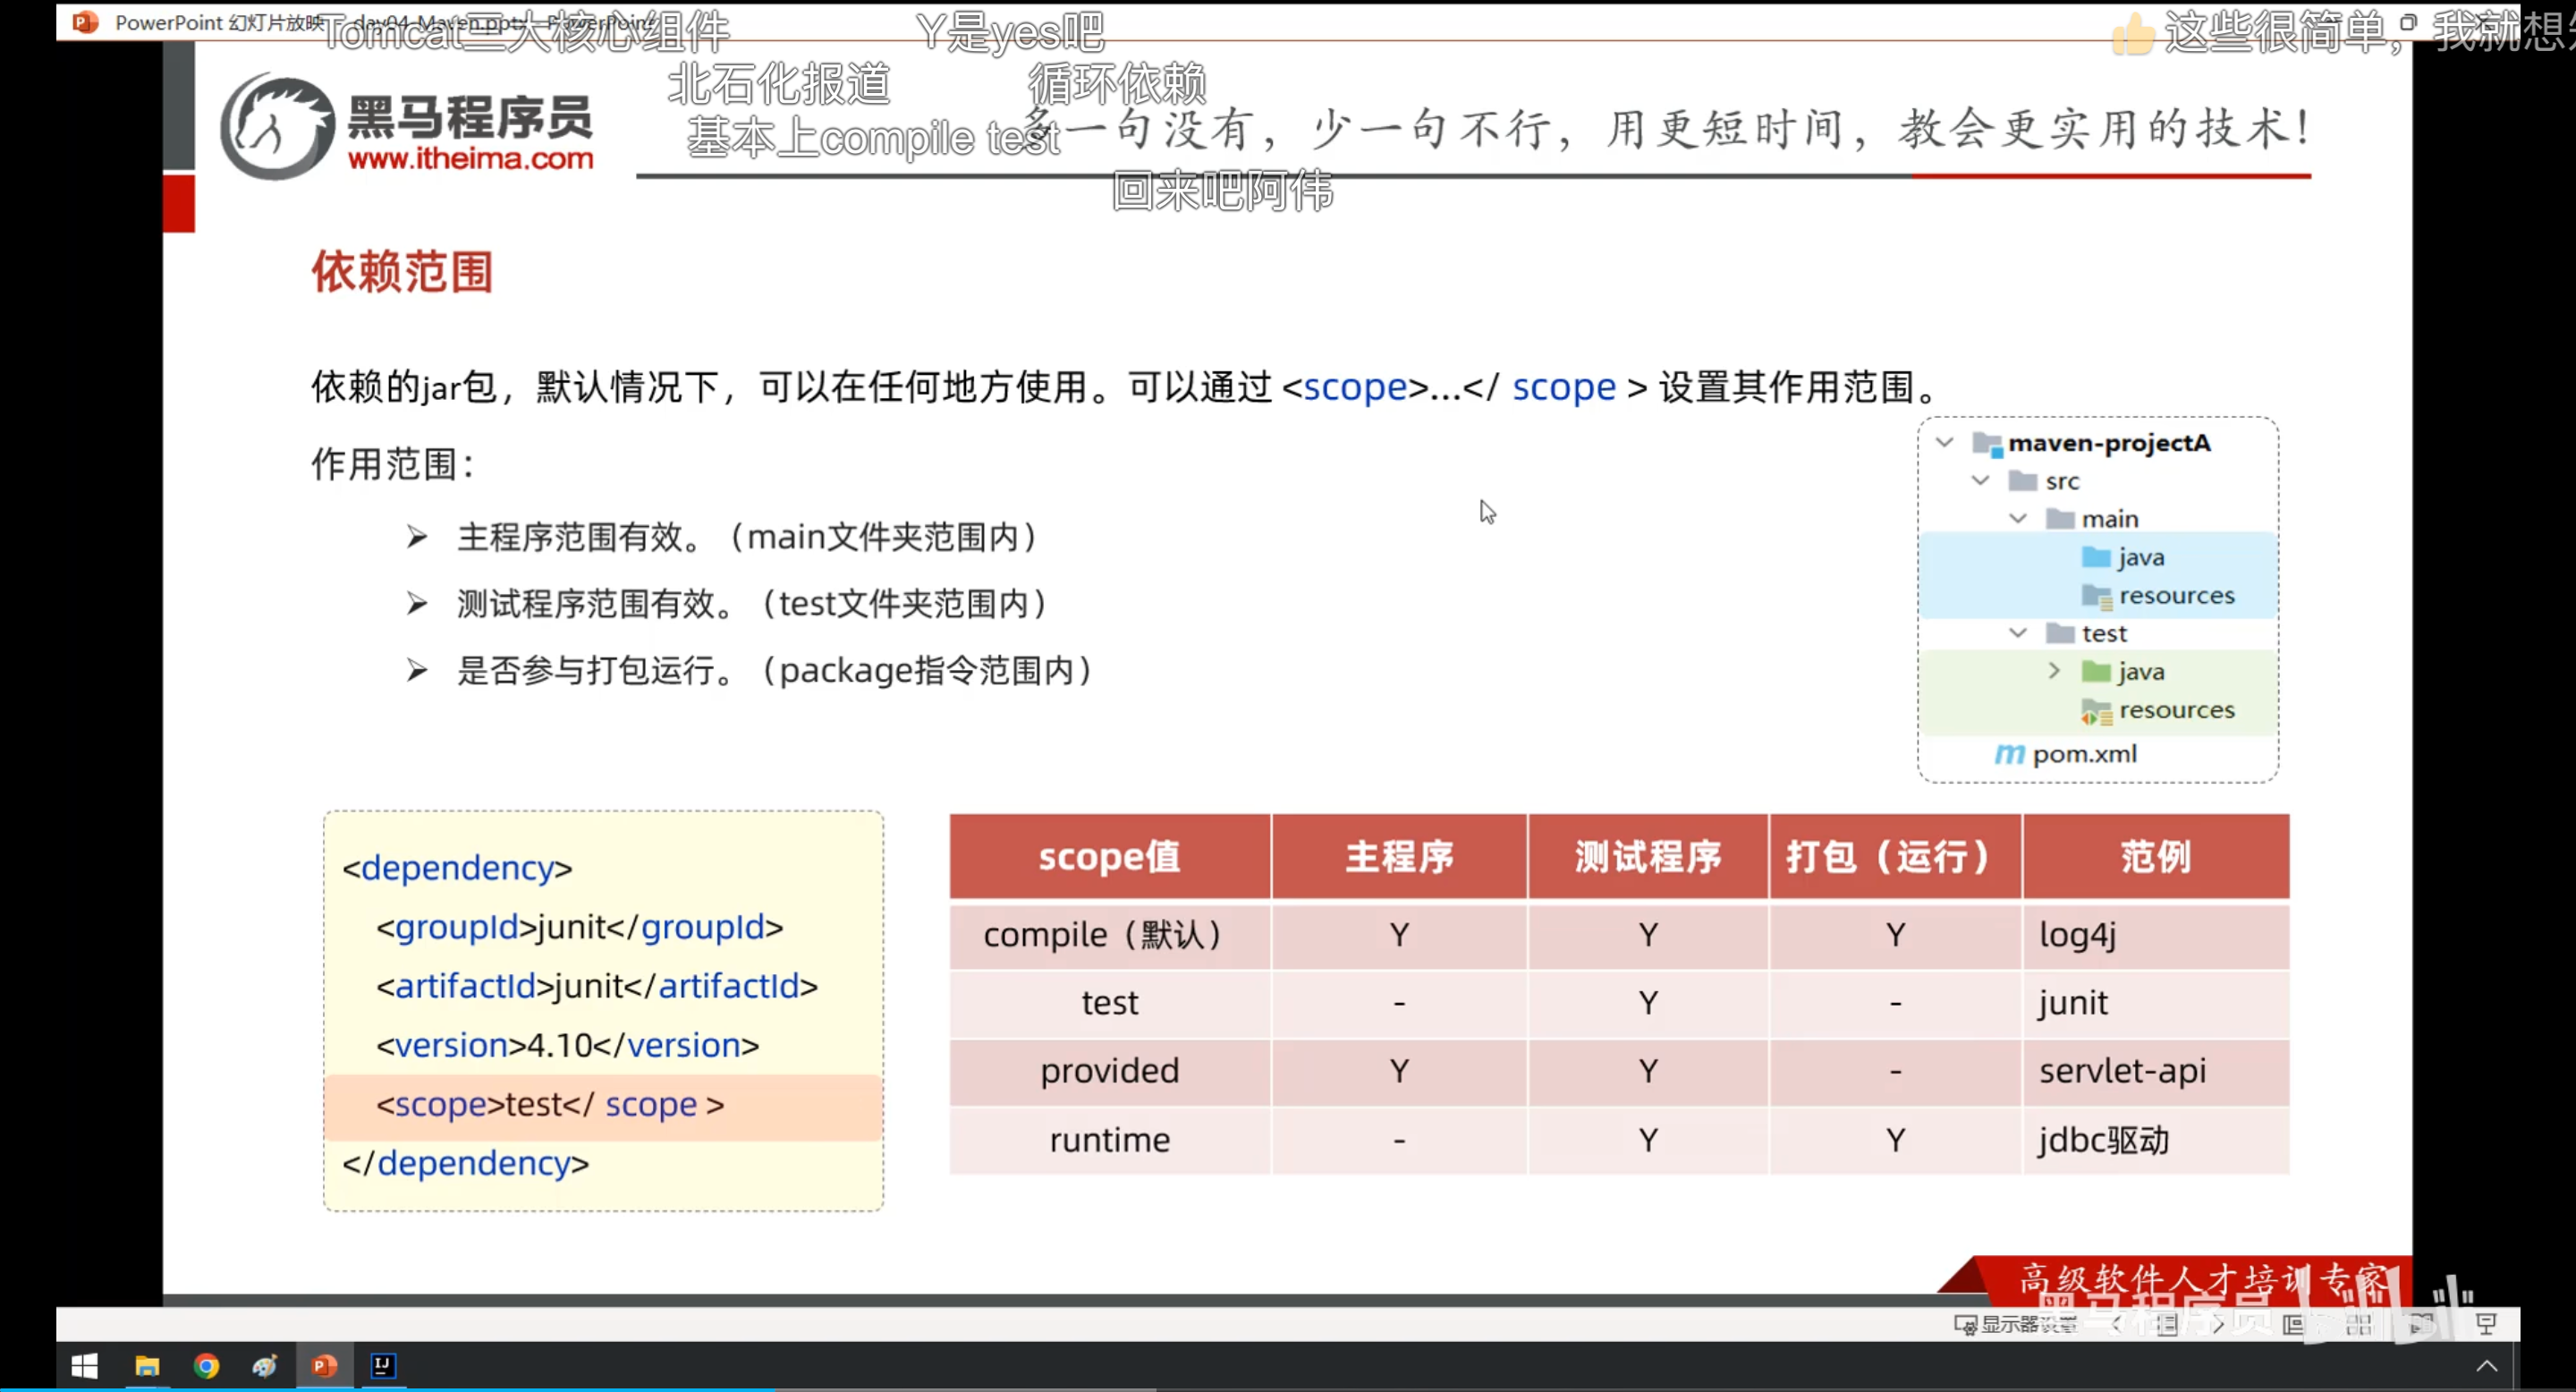 PowerPoint 幻灯片放映 day04-Maven.pptx - PowerPoint
Tomcat三大核心组件
Y是yes吧
这些很简单，我就想
北石化报道
循环依赖
基本上compile test
回来吧阿伟
黑马程序员
www.itheima.com
多一句没有，少一句不行，用更短时间，教会更实用的技术！
依赖范围
依赖的jar包，默认情况下，可以在任何地方使用。可以通过 <scope>...</ scope > 设置其作用范围。
作用范围：
主程序范围有效。（main文件夹范围内）
测试程序范围有效。（test文件夹范围内）
是否参与打包运行。（package指令范围内）
maven-projectA
src
main
java
resources
test
java
resources
pom.xml
<dependency>
<groupId>junit</groupId>
<artifactId>junit</artifactId>
<version>4.10</version>
<scope>test</ scope >
</dependency>
scope值 主程序 测试程序 打包（运行） 范例
compile（默认） Y Y Y log4j
test - Y - junit
provided Y Y - servlet-api
runtime - Y Y jdbc驱动
高级软件人才培训专家
黑马程序员 bilibili
显示器设置